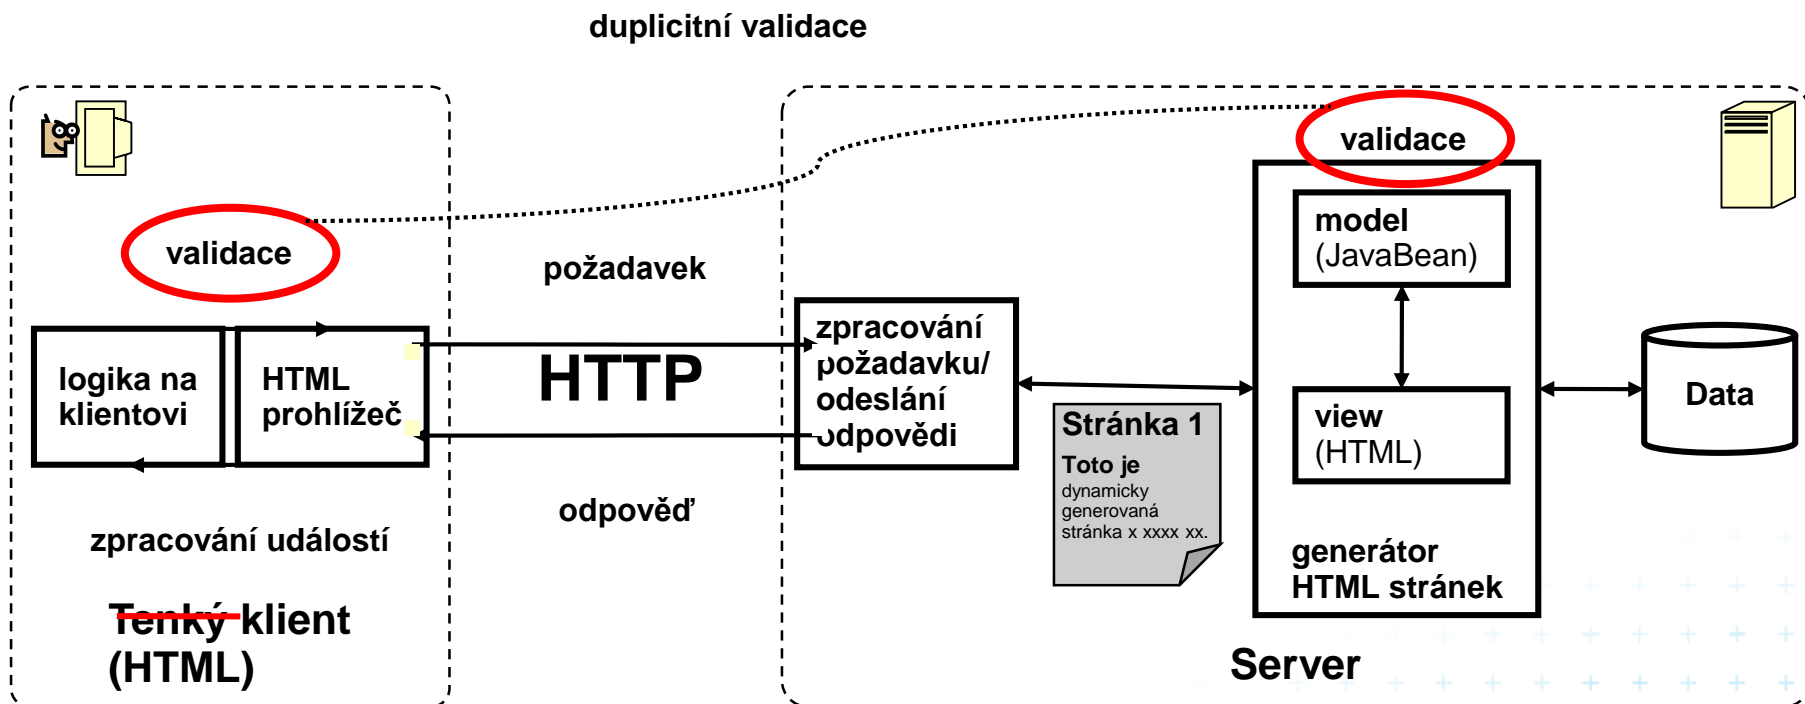 duplicitní validace
validace
logika na
klientovi
HTML
prohlížeč
zpracování událostí
Tenký klient
(HTML)
požadavek
HTTP
odpověď
zpracování
požadavku/
odeslání
odpovědi
Stránka 1
Toto je
dynamicky
generovaná
stránka x xxxx xx.
validace
model
(JavaBean)
view
(HTML)
generátor
HTML stránek
Data
Server